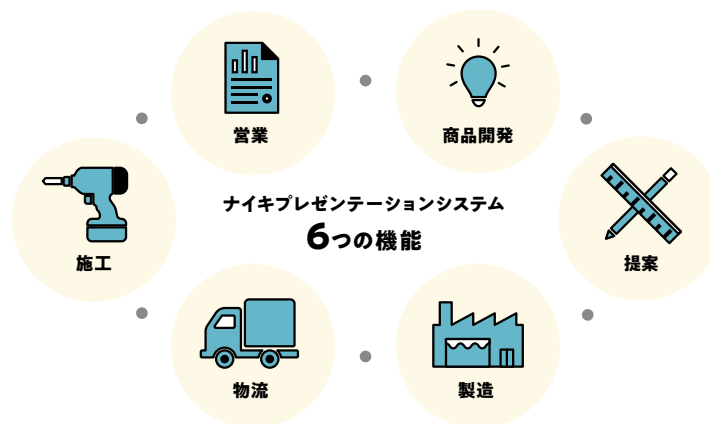 営業
商品開発
ナイキプレゼンテーションシステム
6つの機能
施工
提案
物流
製造